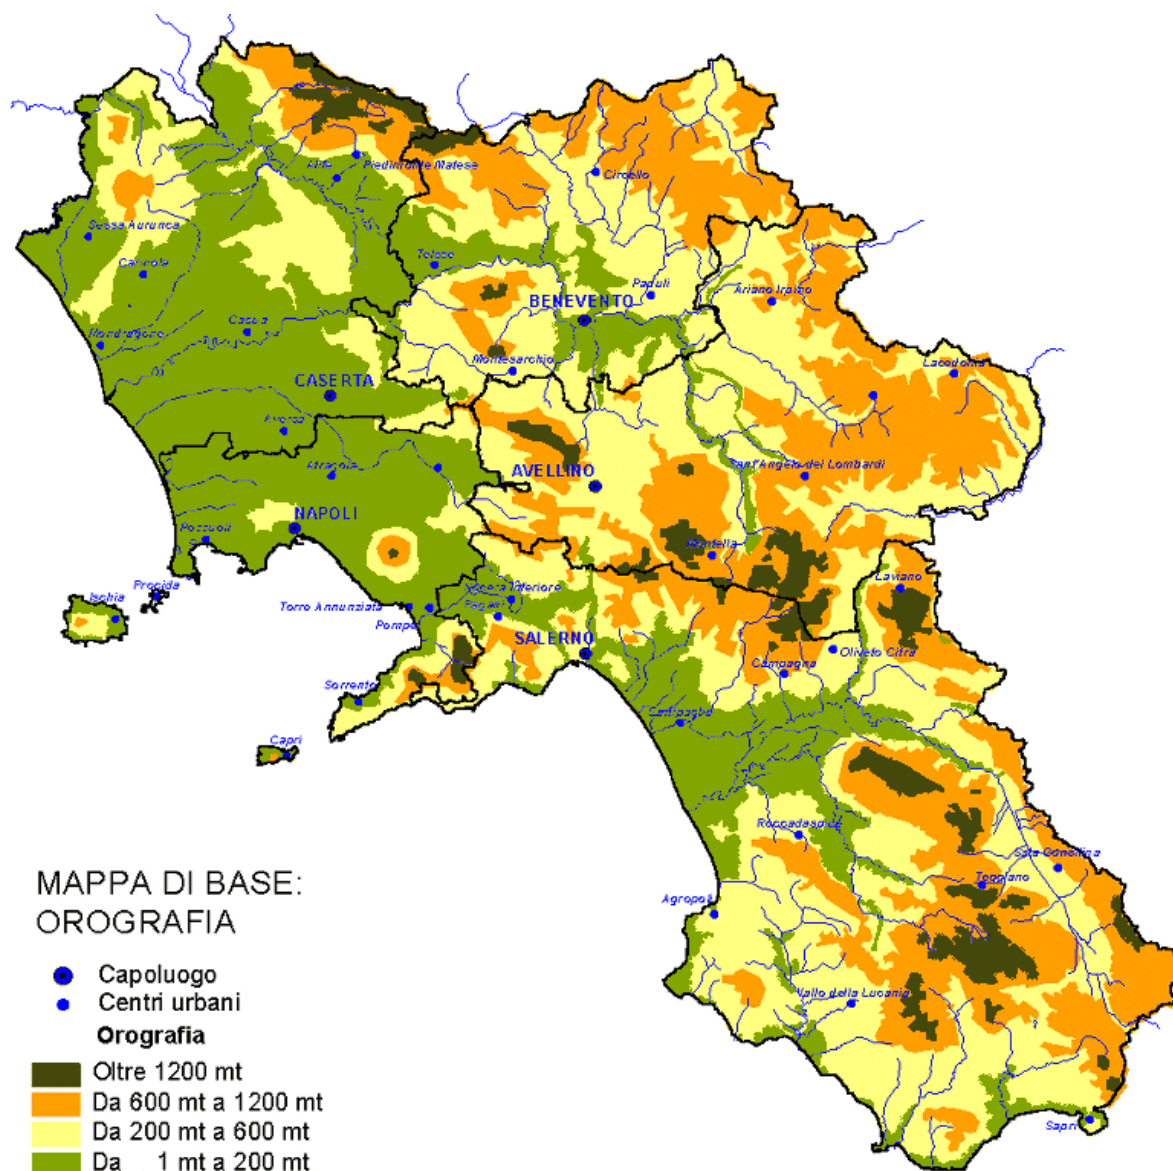 Alife
Piedimonte Matese
Circello
Sessa Aurunca
Cancola
Telese
Paduli
Ariano Irpino
BENEVENTO
Mondragone
Capua
Montesarchio
Lacedonia
CASERTA
Aversa
Afragola
AVELLINO
Sant'Angelo dei Lombardi
NAPOLI
Pozzuoli
Montella
Procida
Ischia
Laviano
Torre Annunziata
Nocera Inferiore
Pagani
Pompei
SALERNO
Oliveto Citra
Campagna
Sorrento
Battipaglia
Capri
Roccadaspide
Sala Consilina
Teggiano
Agropoli
Vallo della Lucania
Sapri
MAPPA DI BASE:
OROGRAFIA
Capoluogo
Centri urbani
Orografia
Oltre 1200 mt
Da 600 mt a 1200 mt
Da 200 mt a 600 mt
Da 1 mt a 200 mt